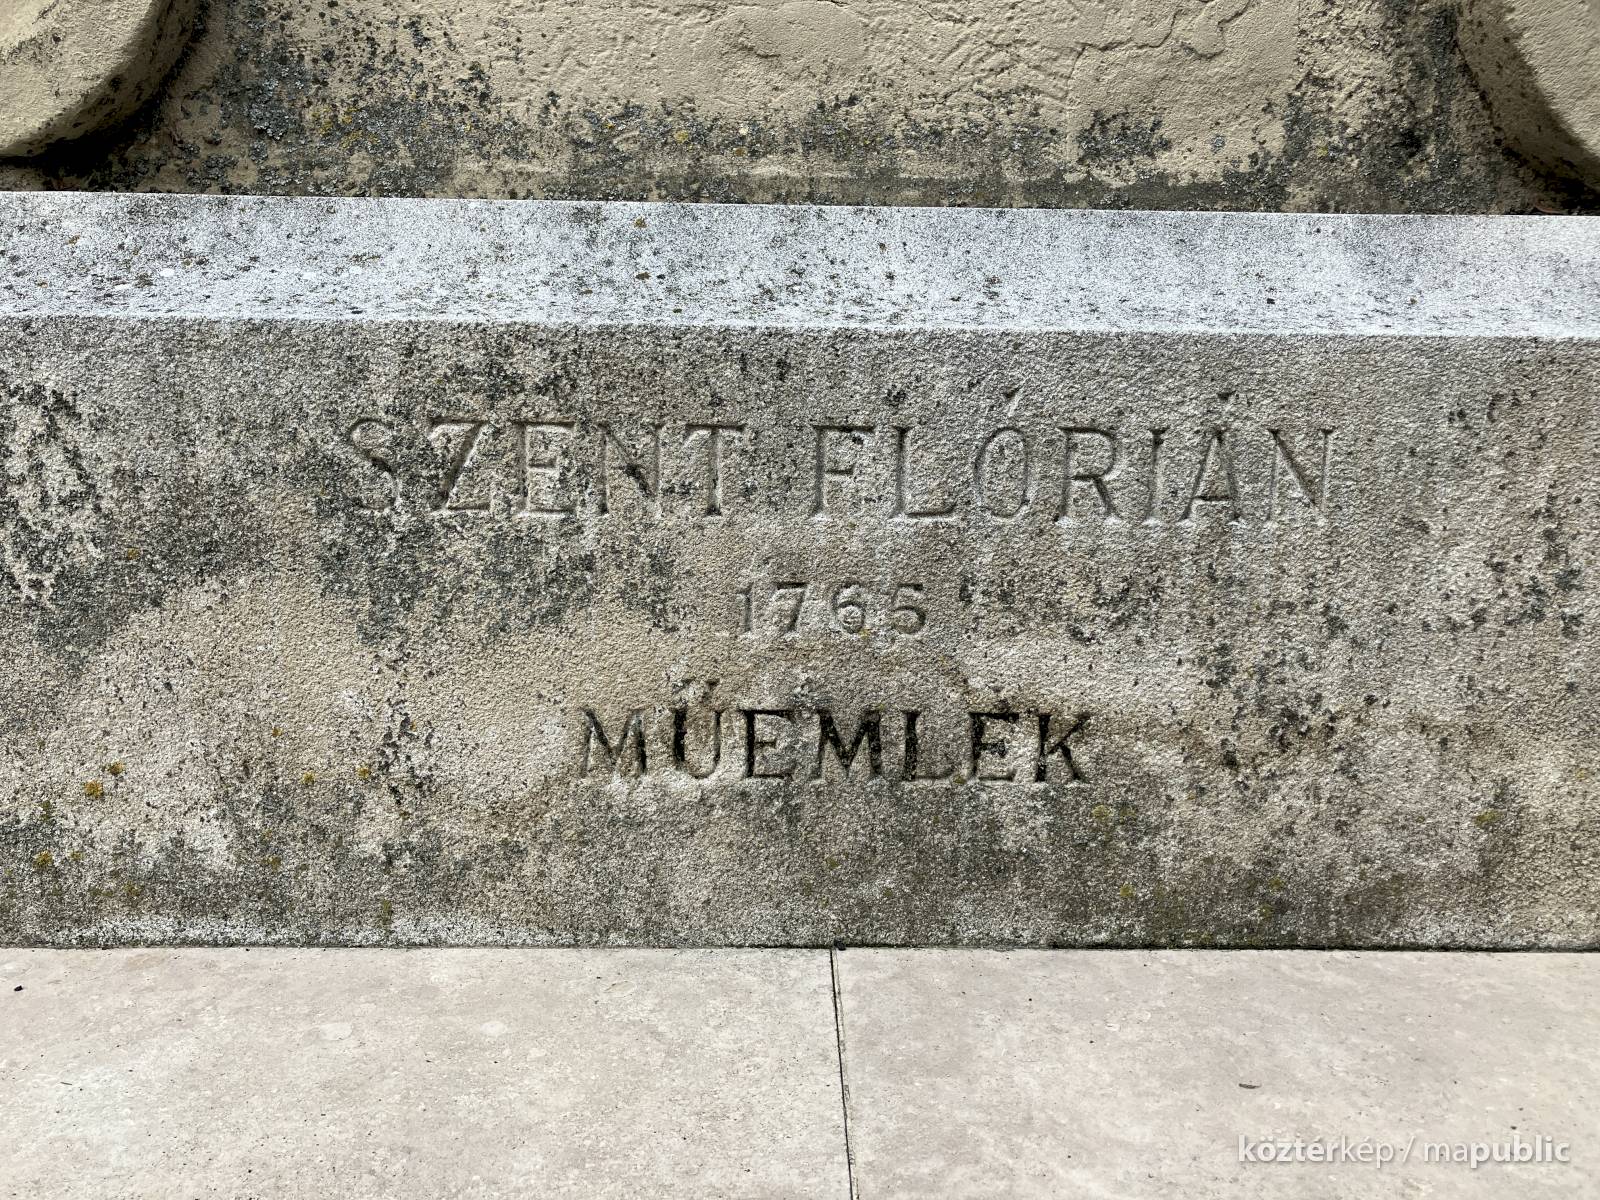 SZENT FLÓRIÁN
1765
MŰEMLÉK
köztérkép / mapublic